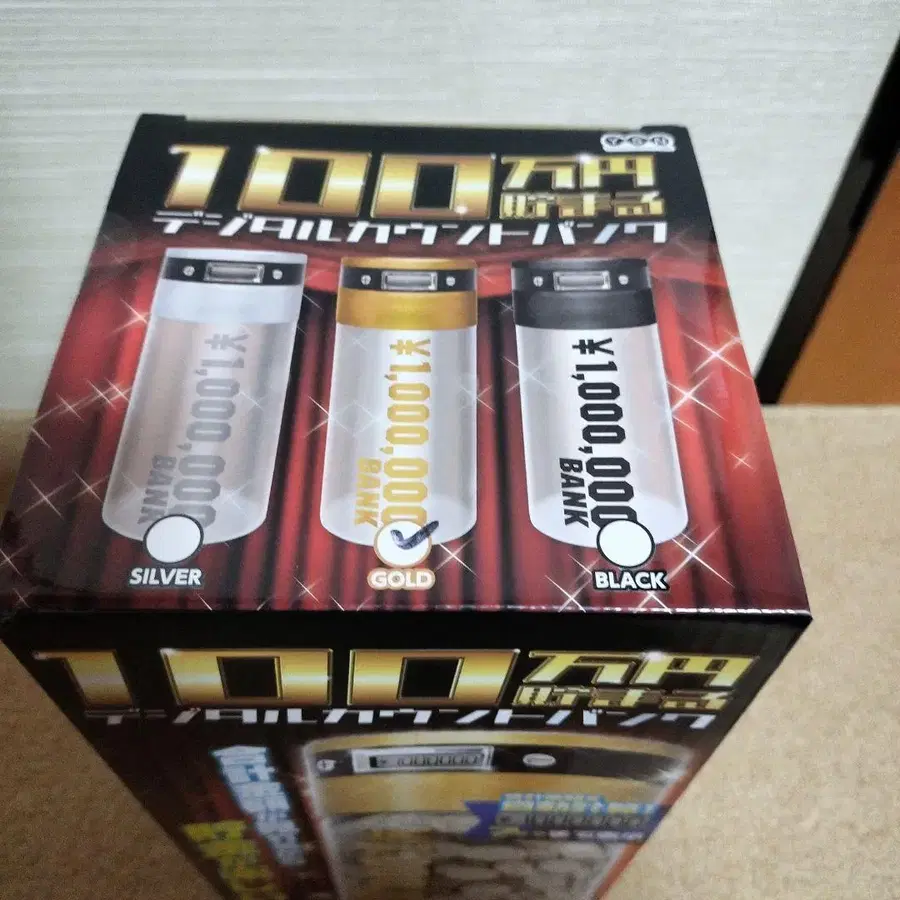 YSN
100万円
貯まる
デジタルカウントバンク
¥1,000,000
BANK
¥1,000,000
BANK
¥1,000,000
BANK
SILVER
GOLD
BLACK
100万円
貯まる
デジタルカウントバンク